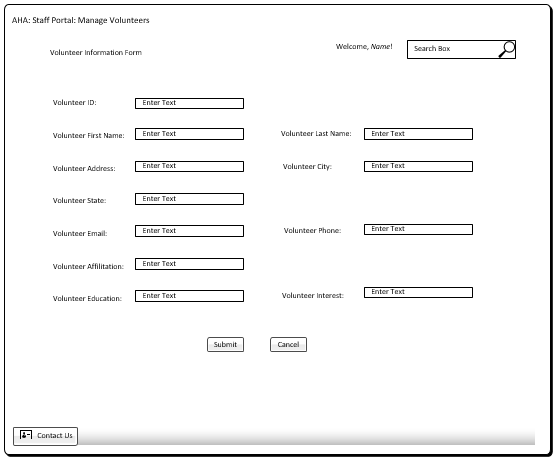 AHA: Staff Portal: Manage Volunteers
Welcome, Name!
Search Box
Volunteer Information Form
Volunteer ID: Enter Text
Volunteer First Name: Enter Text Volunteer Last Name: Enter Text
Volunteer Address: Enter Text Volunteer City: Enter Text
Volunteer State: Enter Text
Volunteer Email: Enter Text Volunteer Phone: Enter Text
Volunteer Affilitation: Enter Text
Volunteer Education: Enter Text Volunteer Interest: Enter Text
Submit Cancel
Contact Us